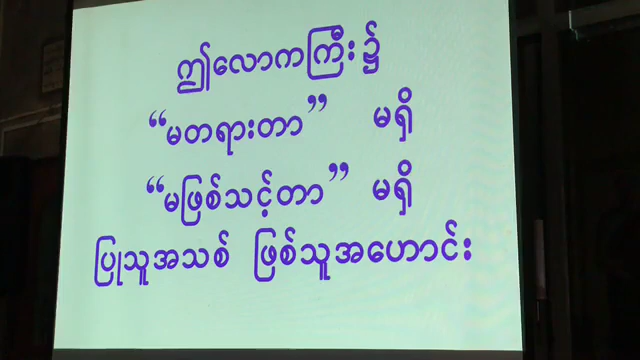 ဤလောကကြီး၌
“မတရားတာ” မရှိ
“မဖြစ်သင့်တာ” မရှိ
ပြုသူအသစ် ဖြစ်သူအဟောင်း